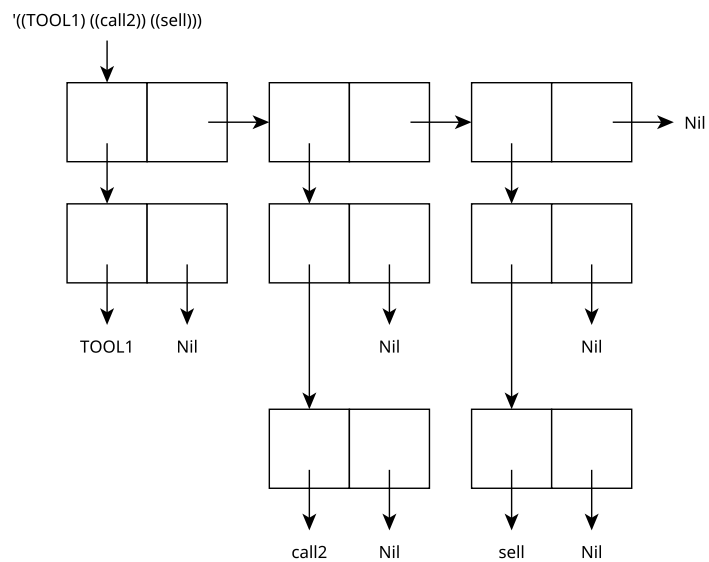 '((TOOL1) ((call2)) ((sell)))
Nil
TOOL1 Nil Nil Nil
call2 Nil sell Nil